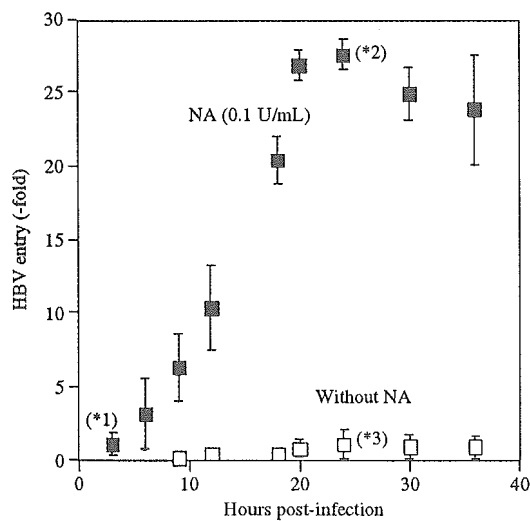 30
25
20
15
10
5
0
HBV entry (-fold)
(*2)
NA (0.1 U/mL)
(*1)
Without NA
(*3)
0 10 20 30 40
Hours post-infection